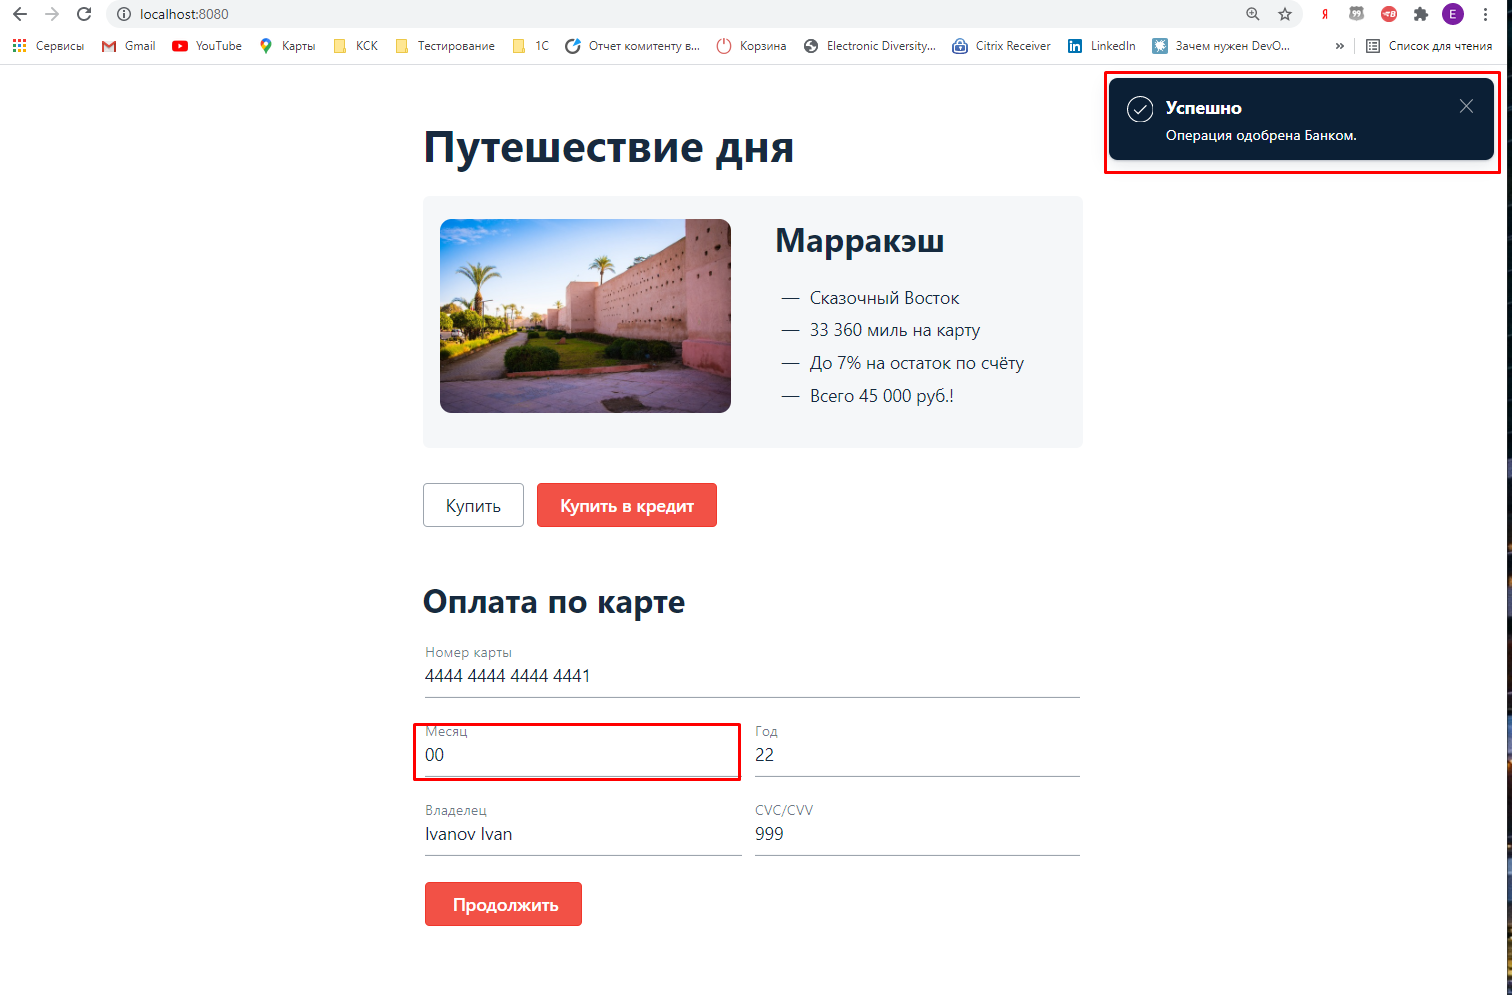 localhost:8080
Я 99 E
Сервисы Gmail YouTube Карты КСК Тестирование 1С Отчет комитенту в... Корзина Electronic Diversity... Citrix Receiver LinkedIn Зачем нужен DevO... » Список для чтения
Успешно
Операция одобрена Банком.
Путешествие дня
Марракэш
— Сказочный Восток
— 33 360 миль на карту
— До 7% на остаток по счёту
— Всего 45 000 руб.!
Купить Купить в кредит
Оплата по карте
Номер карты
4444 4444 4444 4441
Месяц Год
00 22
Владелец CVC/CVV
Ivanov Ivan 999
Продолжить